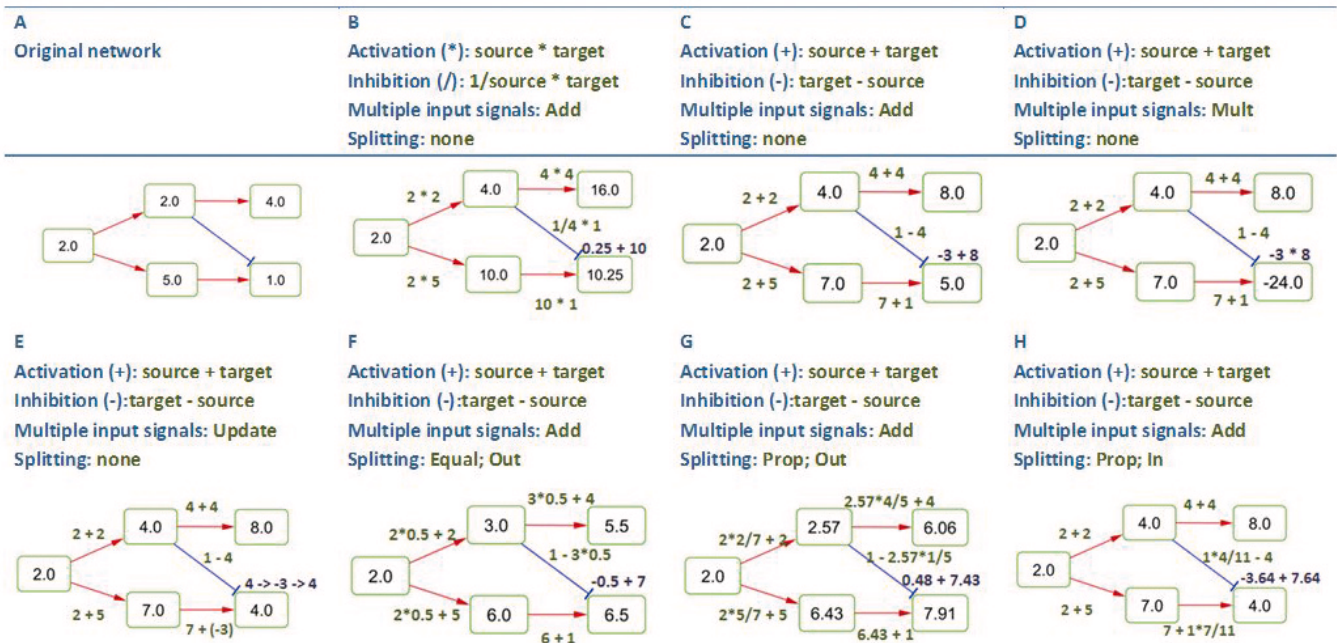 A
Original network
B
Activation (*): source * target
Inhibition (/): 1/source * target
Multiple input signals: Add
Splitting: none
C
Activation (+): source + target
Inhibition (-): target - source
Multiple input signals: Add
Splitting: none
D
Activation (+): source + target
Inhibition (-):target - source
Multiple input signals: Mult
Splitting: none
2.0
2.0
4.0
5.0
1.0
2.0
2 * 2
4.0
4 * 4
16.0
1/4 * 1
0.25 + 10
2 * 5
10.0
10 * 1
10.25
2.0
2 + 2
4.0
4 + 4
8.0
1 - 4
-3 + 8
2 + 5
7.0
7 + 1
5.0
2.0
2 + 2
4.0
4 + 4
8.0
1 - 4
-3 * 8
2 + 5
7.0
7 + 1
-24.0
E
Activation (+): source + target
Inhibition (-):target - source
Multiple input signals: Update
Splitting: none
F
Activation (+): source + target
Inhibition (-):target - source
Multiple input signals: Add
Splitting: Equal; Out
G
Activation (+): source + target
Inhibition (-):target - source
Multiple input signals: Add
Splitting: Prop; Out
H
Activation (+): source + target
Inhibition (-):target - source
Multiple input signals: Add
Splitting: Prop; In
2.0
2 + 2
4.0
4 + 4
8.0
1 - 4
4 -> -3 -> 4
2 + 5
7.0
7 + (-3)
4.0
2.0
2*0.5 + 2
3.0
3*0.5 + 4
5.5
1 - 3*0.5
-0.5 + 7
2*0.5 + 5
6.0
6 + 1
6.5
2.0
2*2/7 + 2
2.57
2.57*4/5 + 4
6.06
1 - 2.57*1/5
0.48 + 7.43
2*5/7 + 5
6.43
6.43 + 1
7.91
2.0
2 + 2
4.0
4 + 4
8.0
1*4/11 - 4
-3.64 + 7.64
2 + 5
7.0
7 + 1*7/11
4.0